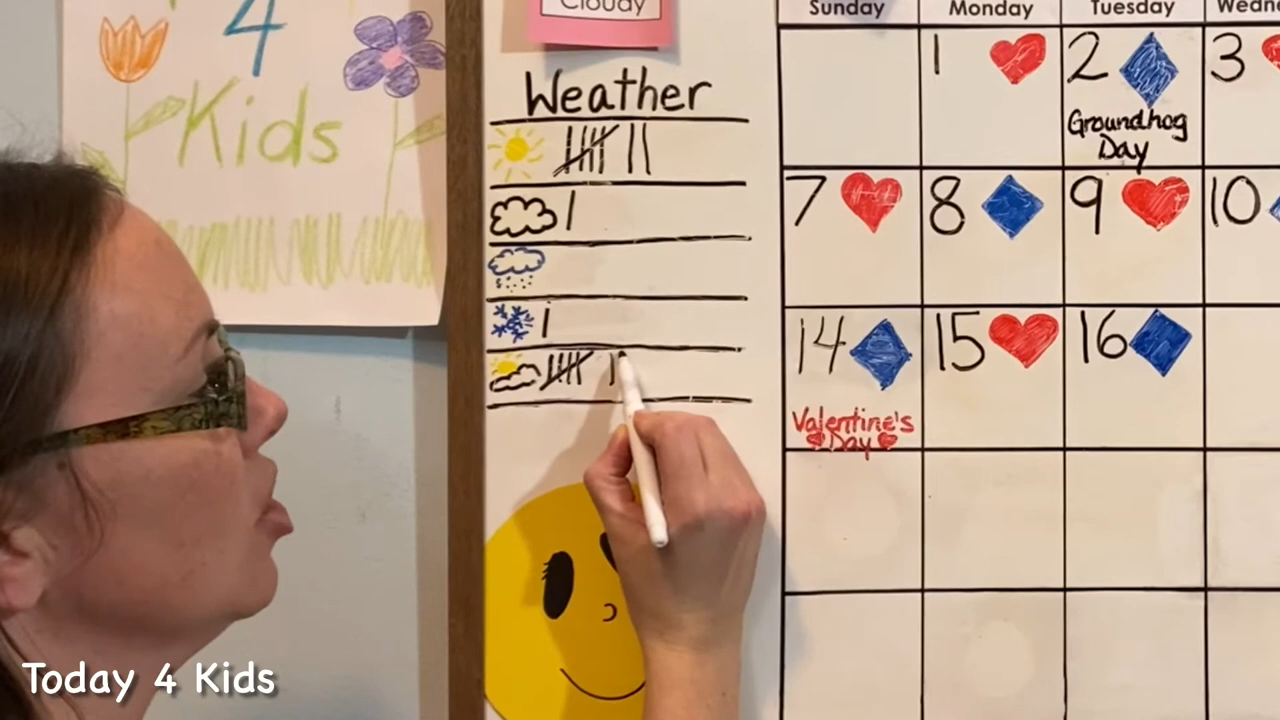 4
Kids
Cloudy
Weather
Sunday Monday Tuesday
1 2 3
Groundhog
Day
7 8 9 10
14 15 16
Valentine's
Day
Today 4 Kids